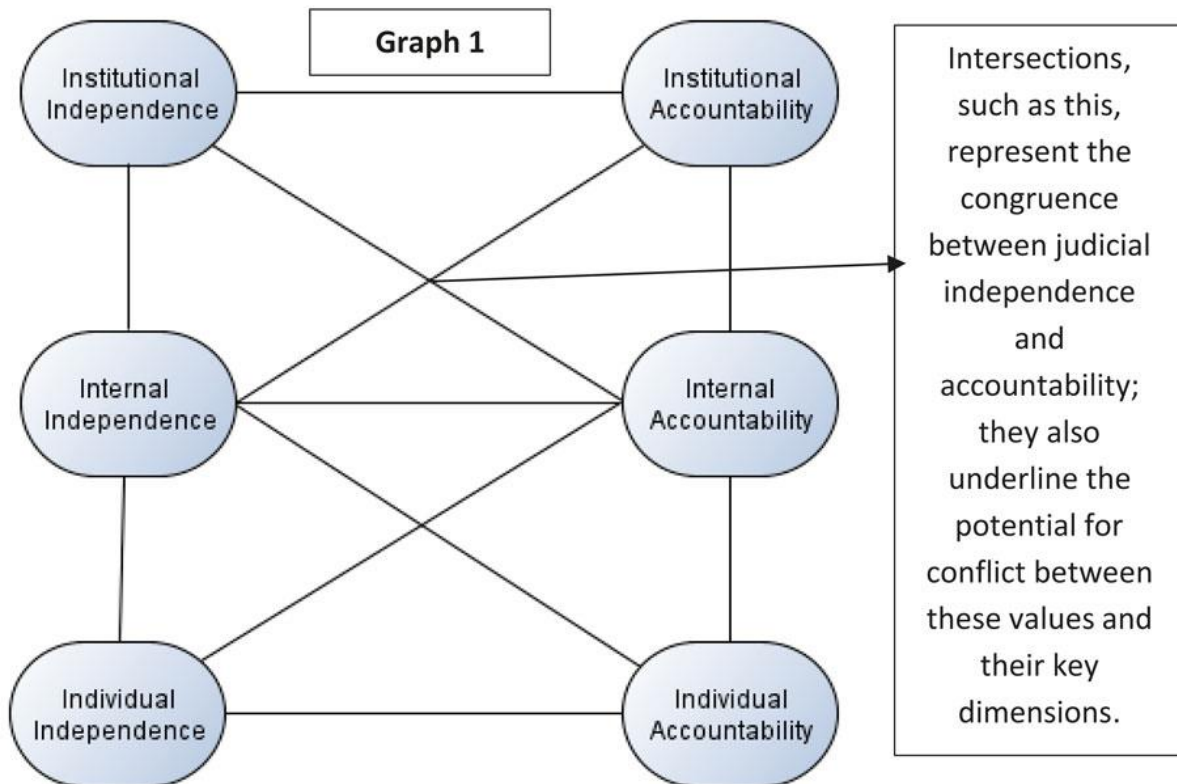 Graph 1
Institutional
Independence
Institutional
Accountability
Internal
Independence
Internal
Accountability
Individual
Independence
Individual
Accountability
Intersections,
such as this,
represent the
congruence
between judicial
independence
and
accountability;
they also
underline the
potential for
conflict between
these values and
their key
dimensions.